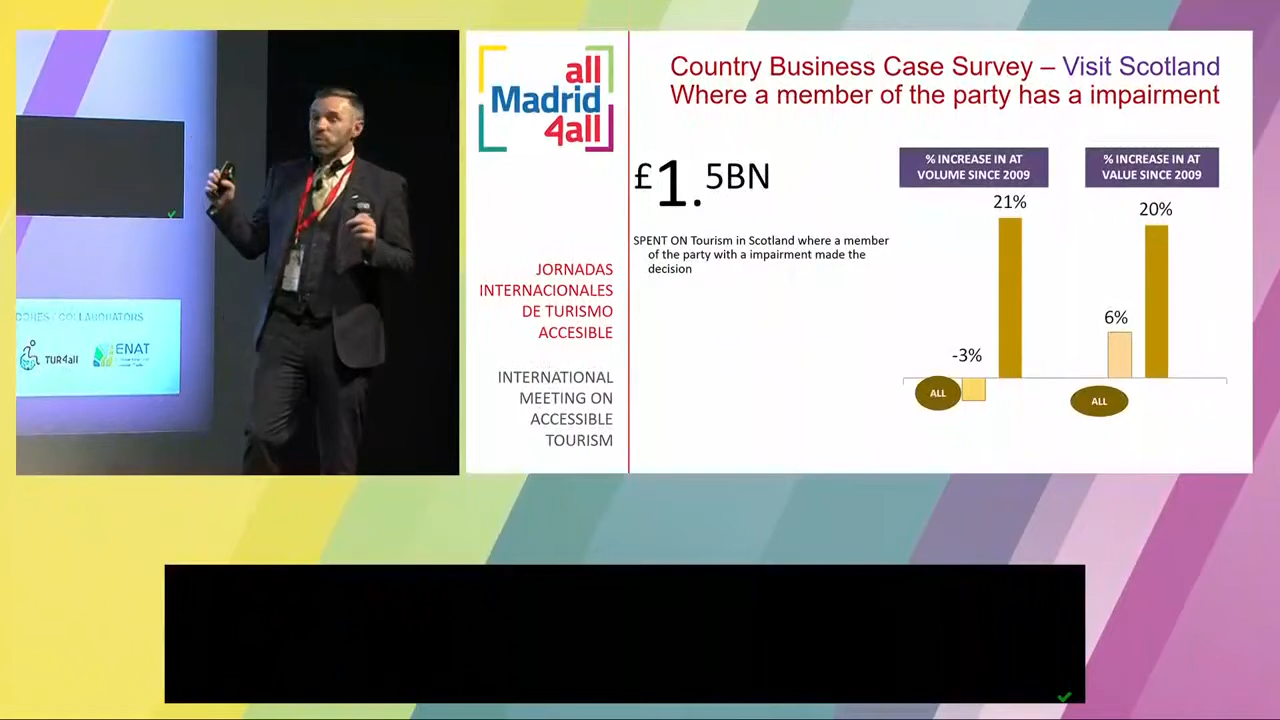 TUR4all
ENAT
all
Madrid
4all
JORNADAS
INTERNACIONALES
DE TURISMO
ACCESIBLE
INTERNATIONAL
MEETING ON
ACCESSIBLE
TOURISM
Country Business Case Survey – Visit Scotland
Where a member of the party has a impairment
£1.5BN
SPENT ON Tourism in Scotland where a member
of the party with a impairment made the
decision
% INCREASE IN AT
VOLUME SINCE 2009
21%
-3%
ALL
% INCREASE IN AT
VALUE SINCE 2009
20%
6%
ALL